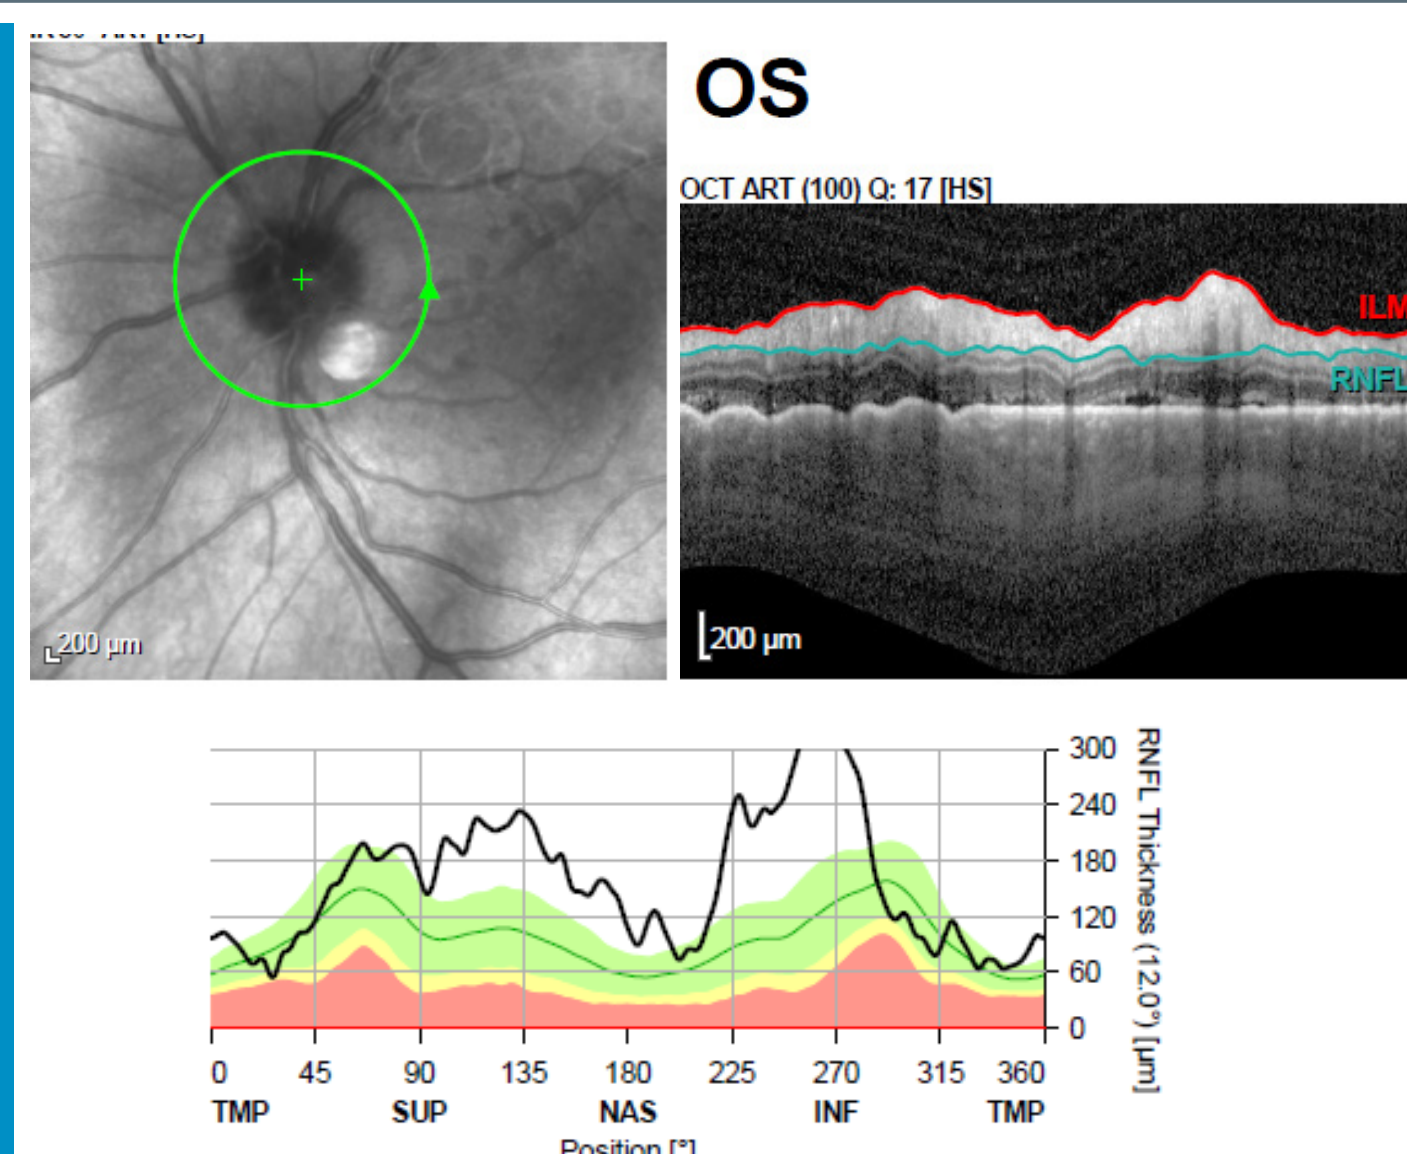 OS
OCT ART (100) Q: 17 [HS]
ILM
RNFL
200 µm
200 µm
300
240
180
120
60
0
RNFL Thickness (12.0°) [µm]
0 45 90 135 180 225 270 315 360
TMP SUP NAS INF TMP
Position [°]